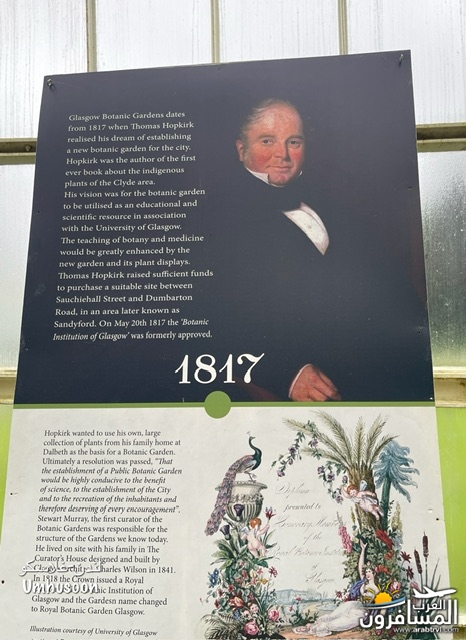 Glasgow Botanic Gardens dates
from 1817 when Thomas Hopkirk
realised his dream of establishing
a new botanic garden for the city.
Hopkirk was the author of the first
ever book about the indigenous
plants of the Clyde area.
His vision was for the botanic garden
to be utilised as an educational and
scientific resource in association
with the University of Glasgow.
The teaching of botany and medicine
would be greatly enhanced by the
new garden and its plant displays.
Thomas Hopkirk raised sufficient funds
to purchase a suitable site between
Sauchiehall Street and Dumbarton
Road, in an area later known as
Sandyford. On May 20th 1817 the 'Botanic
Institution of Glasgow' was formerly approved.
1817
Hopkirk wanted to use his own, large
collection of plants from his family home at
Dalbeth as the basis for a Botanic Garden.
Ultimately a resolution was passed, "That
the establishment of a Public Botanic Garden
would be highly conducive to the benefit
of science, to the establishment of the City
and to the recreation of the inhabitants and
therefore deserving of every encouragement".
Stewart Murray, the first curator of the
Botanic Gardens was responsible for the
structure of the Gardens we know today.
He lived on site with his family in The
Curator's House designed and built by
Charles Wilson in 1841.
In 1818 the Crown issued a Royal
Institution of
Glasgow and the Gardesn name changed
to Royal Botanic Garden Glasgow.
Illustration courtesy of University of Glasgow
Diploma
presented to
Honorary Member
of the
Royal Botanic
of
Glasgow
Umnusoon
العرب
المسافرون
www.arabtrvl.com